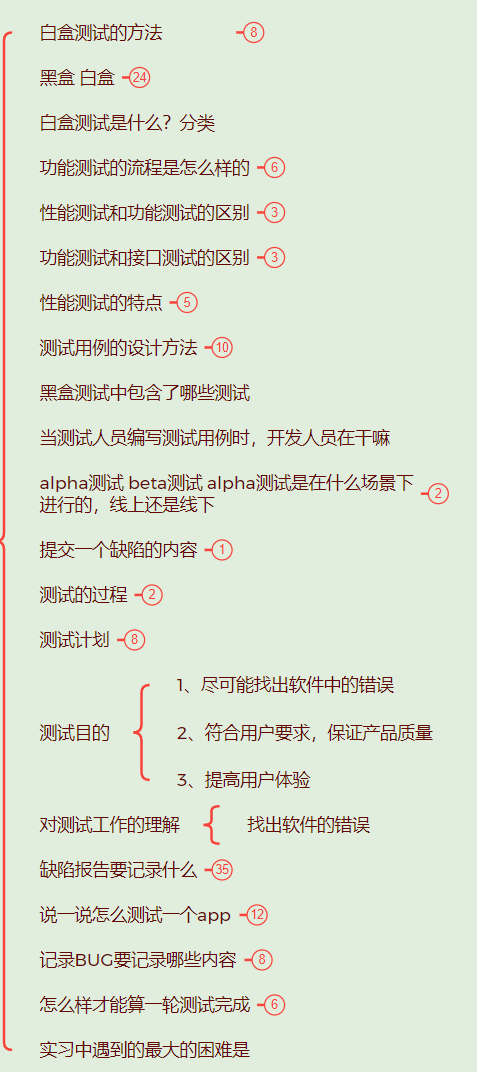 白盒测试的方法 8
黑盒 白盒 24
白盒测试是什么？分类
功能测试的流程是怎么样的 6
性能测试和功能测试的区别 3
功能测试和接口测试的区别 3
性能测试的特点 5
测试用例的设计方法 10
黑盒测试中包含了哪些测试
当测试人员编写测试用例时，开发人员在干嘛
alpha测试 beta测试 alpha测试是在什么场景下
进行的，线上还是线下 2
提交一个缺陷的内容 1
测试的过程 2
测试计划 8
测试目的
1、尽可能找出软件中的错误
2、符合用户要求，保证产品质量
3、提高用户体验
对测试工作的理解 找出软件的错误
缺陷报告要记录什么 35
说一说怎么测试一个app 12
记录BUG要记录哪些内容 8
怎么样才能算一轮测试完成 6
实习中遇到的最大的困难是